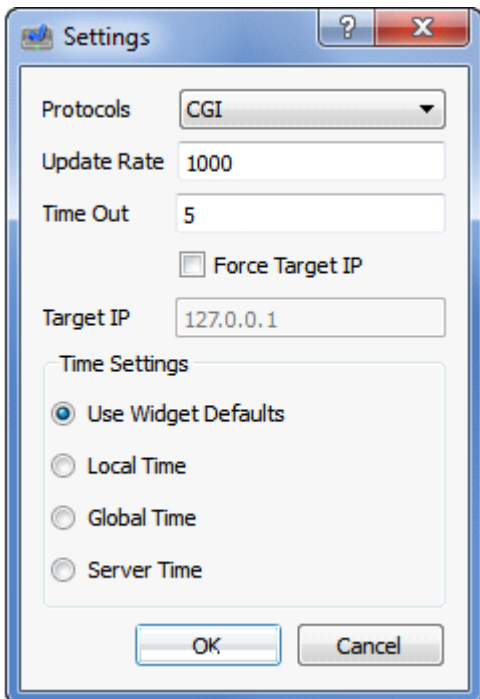 Settings
Protocols CGI
Update Rate 1000
Time Out 5
Force Target IP
Target IP 127.0.0.1
Time Settings
Use Widget Defaults
Local Time
Global Time
Server Time
OK Cancel